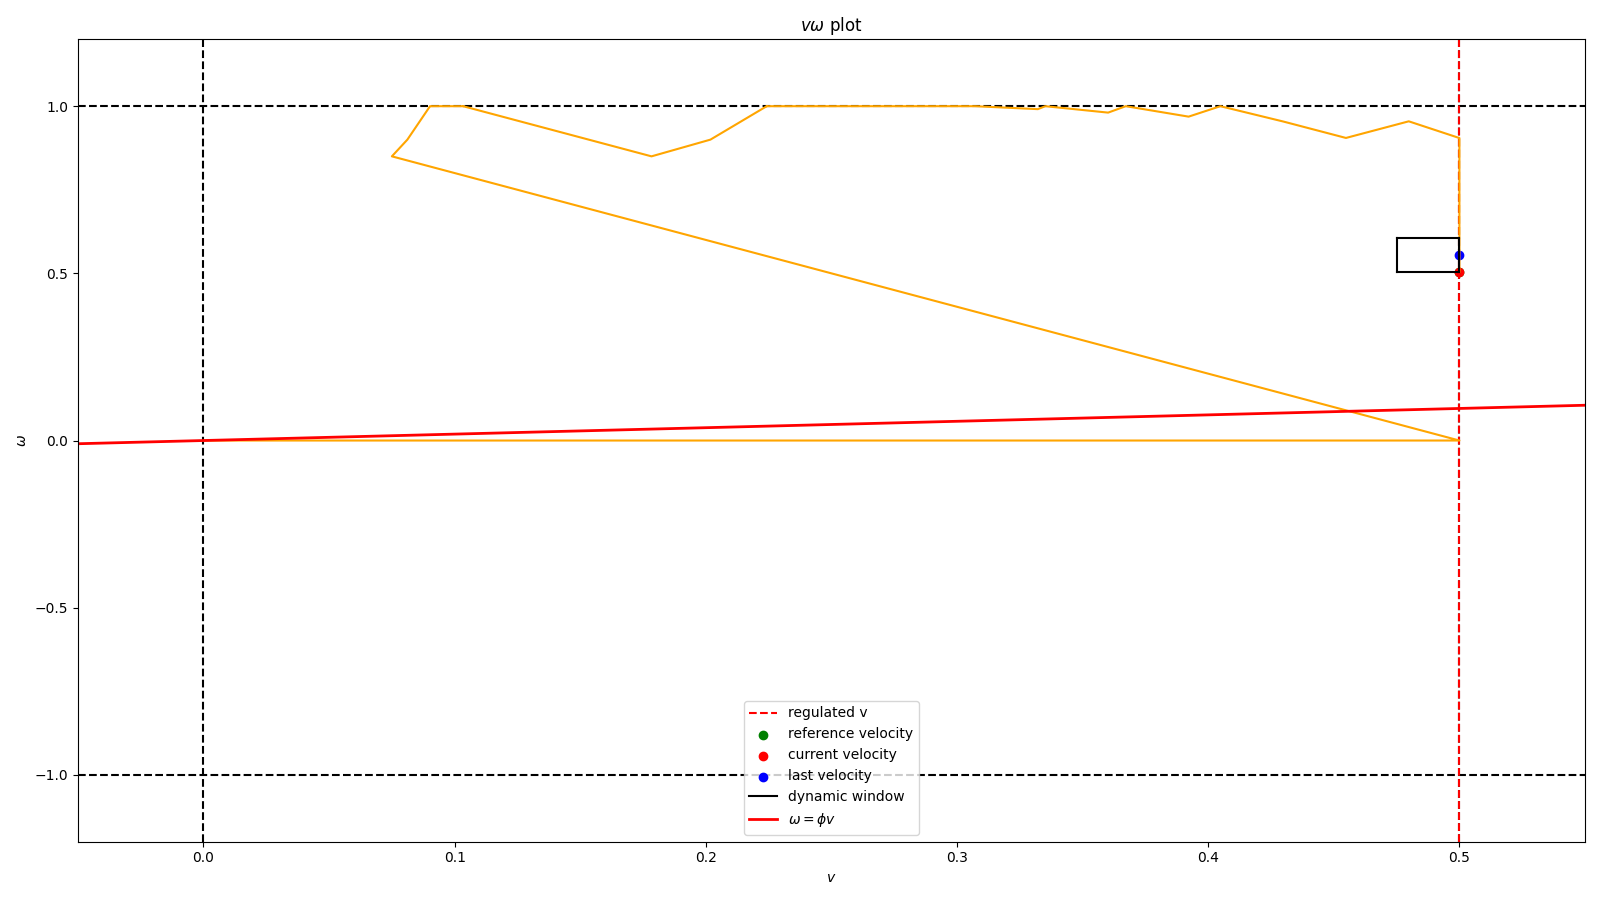 vω plot
1.0
0.5
0.0
−0.5
−1.0
ω
0.0
0.1
0.2
0.3
0.4
0.5
v
regulated v
reference velocity
current velocity
last velocity
dynamic window
ω = ϕv